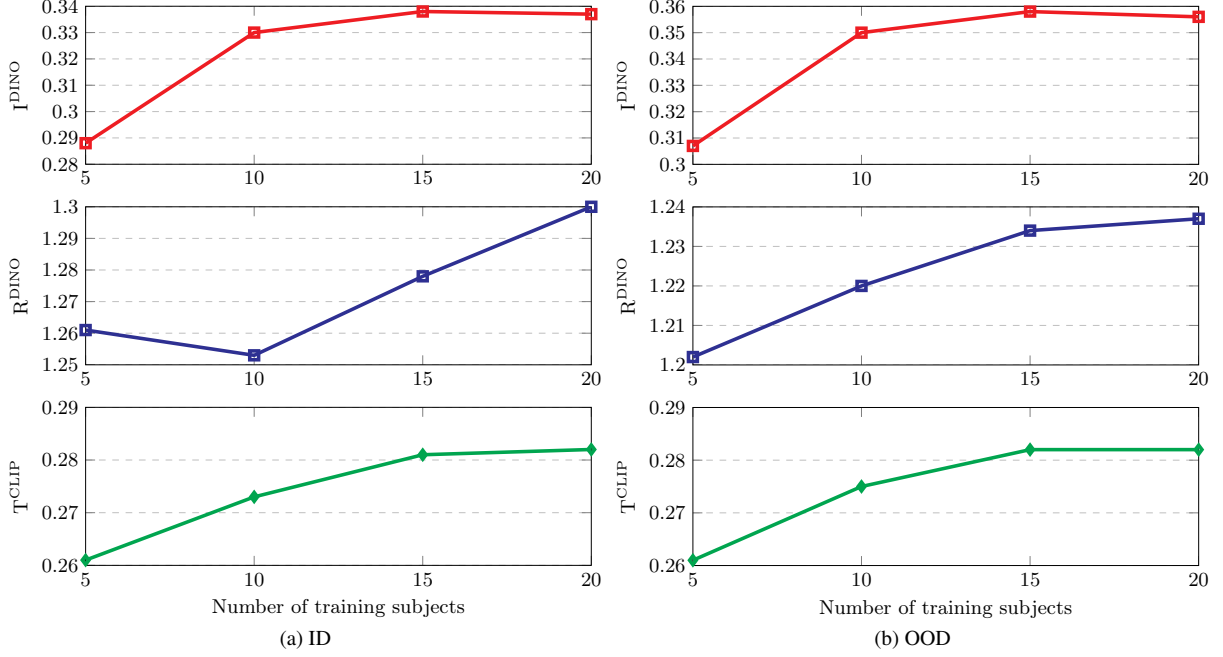 0.34
0.33
0.32
0.31
0.3
0.29
0.28
I^DINO
5 10 15 20
1.3
1.29
1.28
1.27
1.26
1.25
R^DINO
5 10 15 20
0.29
0.28
0.27
0.26
T^CLIP
5 10 15 20
Number of training subjects
(a) ID
0.36
0.35
0.34
0.33
0.32
0.31
0.3
I^DINO
5 10 15 20
1.24
1.23
1.22
1.21
1.2
R^DINO
5 10 15 20
0.29
0.28
0.27
0.26
T^CLIP
5 10 15 20
Number of training subjects
(b) OOD